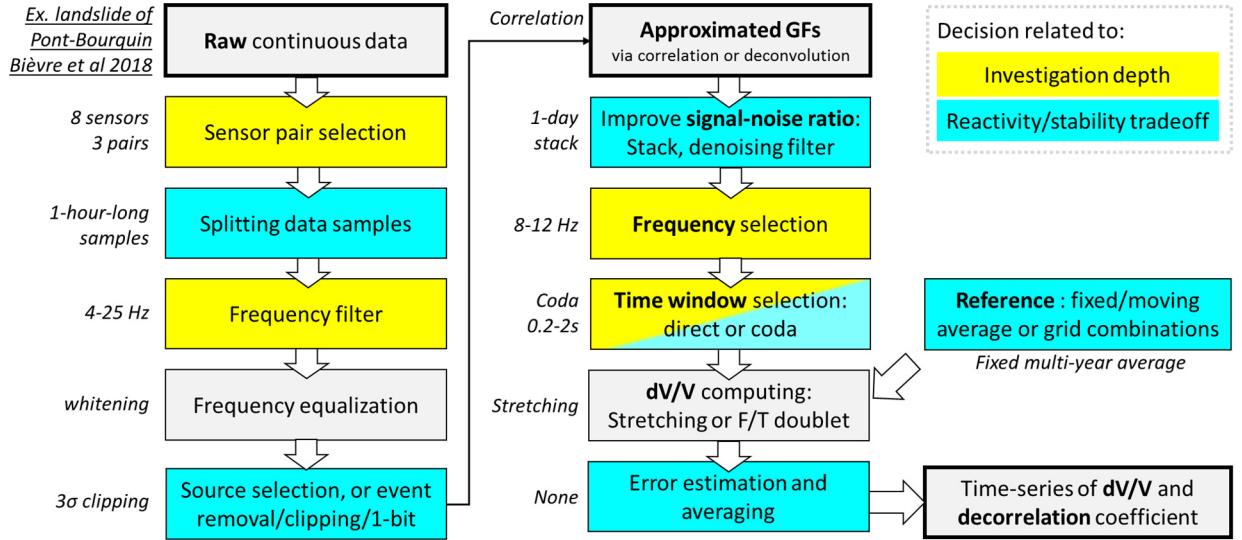 Ex. landslide of
Pont-Bourquin
Bièvre et al 2018
Raw continuous data
8 sensors
3 pairs
Sensor pair selection
1-hour-long
samples
Splitting data samples
4-25 Hz
Frequency filter
whitening
Frequency equalization
3σ clipping
Source selection, or event
removal/clipping/1-bit
Correlation
Approximated GFs
via correlation or deconvolution
1-day
stack
Improve signal-noise ratio:
Stack, denoising filter
8-12 Hz
Frequency selection
Coda
0.2-2s
Time window selection:
direct or coda
Stretching
dV/V computing:
Stretching or F/T doublet
None
Error estimation and
averaging
Decision related to:
Investigation depth
Reactivity/stability tradeoff
Reference : fixed/moving
average or grid combinations
Fixed multi-year average
Time-series of dV/V and
decorrelation coefficient